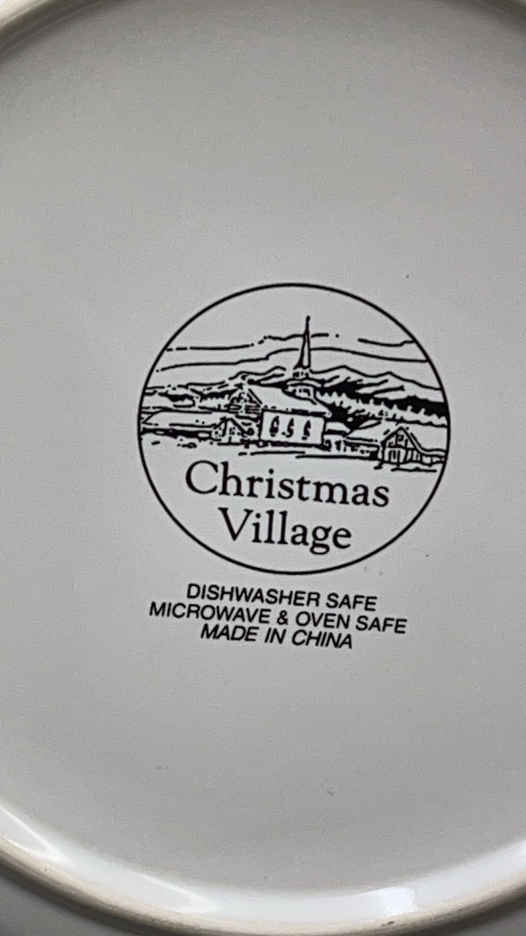 Christmas
Village
DISHWASHER SAFE
MICROWAVE & OVEN SAFE
MADE IN CHINA